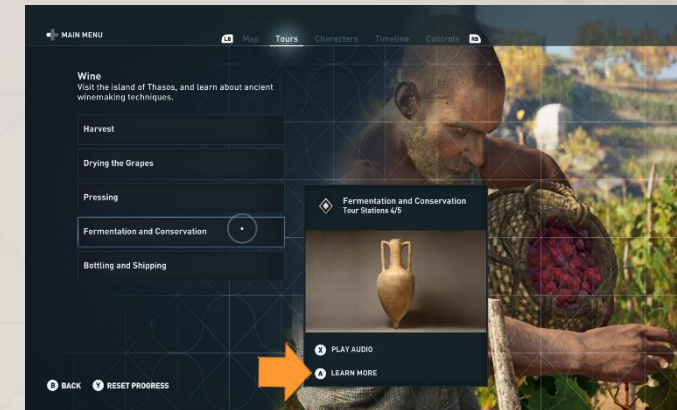 MAIN MENU
LB Map Tours Characters Timeline Controls RB
Wine
Visit the island of Thasos, and learn about ancient
winemaking techniques.
Harvest
Drying the Grapes
Pressing
Fermentation and Conservation
Bottling and Shipping
Fermentation and Conservation
Tour Stations 4/5
X PLAY AUDIO
A LEARN MORE
B BACK Y RESET PROGRESS